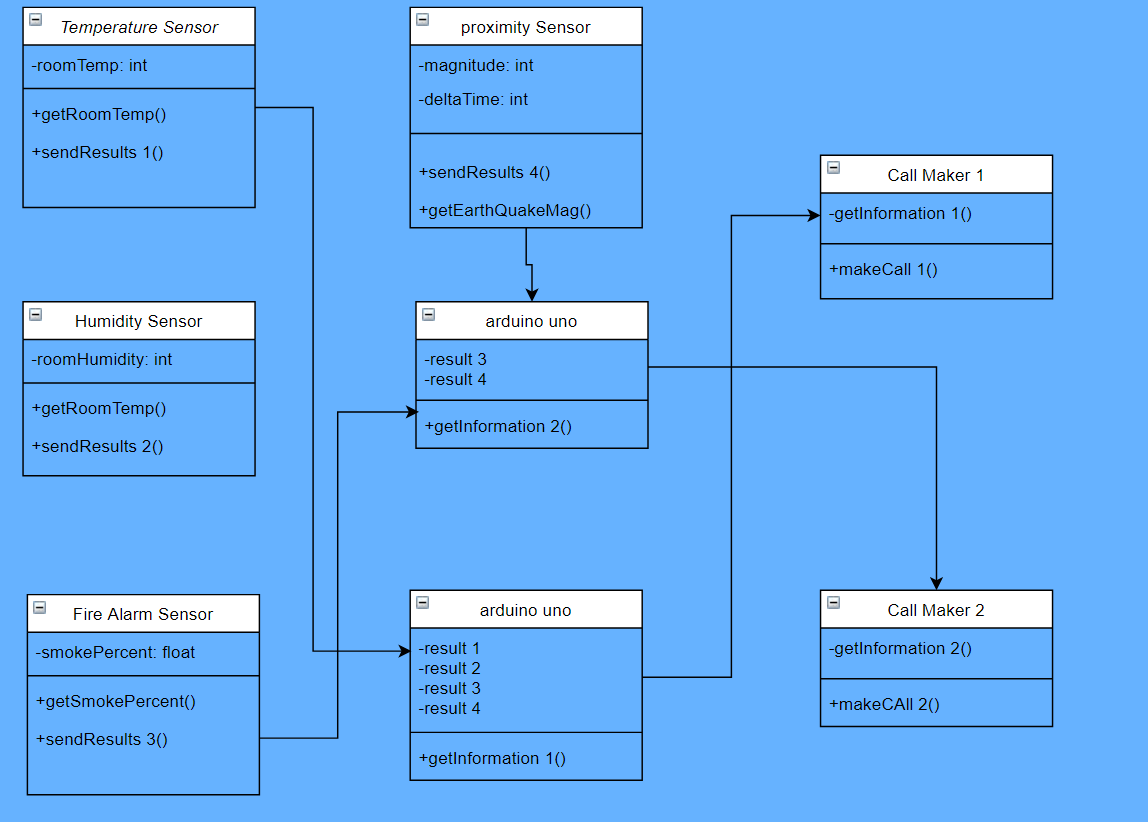 Temperature Sensor
-roomTemp: int
+getRoomTemp()
+sendResults 1()
proximity Sensor
-magnitude: int
-deltaTime: int
+sendResults 4()
+getEarthQuakeMag()
Call Maker 1
-getInformation 1()
+makeCall 1()
Humidity Sensor
-roomHumidity: int
+getRoomTemp()
+sendResults 2()
arduino uno
-result 3
-result 4
+getInformation 2()
Fire Alarm Sensor
-smokePercent: float
+getSmokePercent()
+sendResults 3()
arduino uno
-result 1
-result 2
-result 3
-result 4
+getInformation 1()
Call Maker 2
-getInformation 2()
+makeCAll 2()